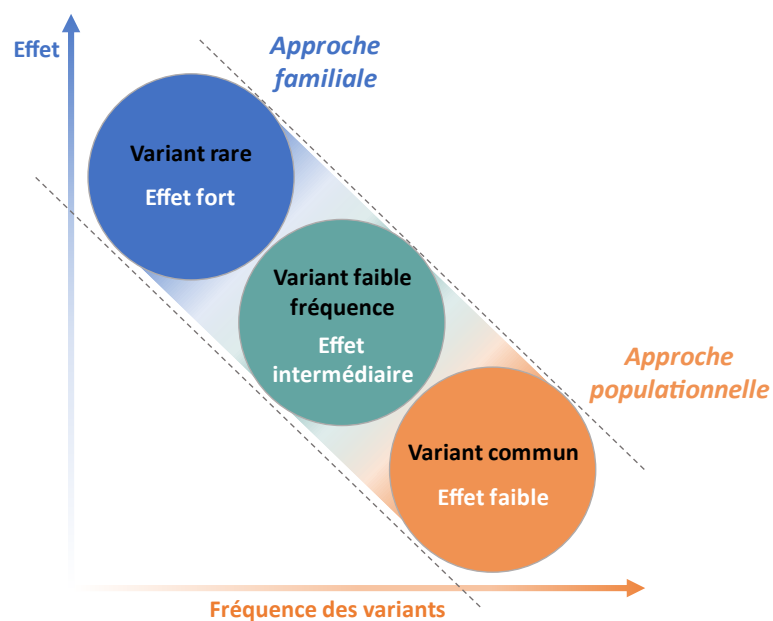 Effet
Approche
familiale
Variant rare
Effet fort
Variant faible
fréquence
Effet
intermédiaire
Approche
populationnelle
Variant commun
Effet faible
Fréquence des variants